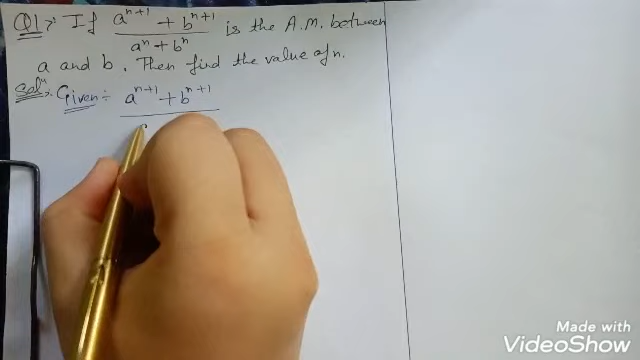 Q1>: If (a^(n+1) + b^(n+1))/(a^n + b^n) is the A.M. between
a and b. Then find the value of n.
Solⁿ: Given:- a^(n+1) + b^(n+1)
Made with
VideoShow